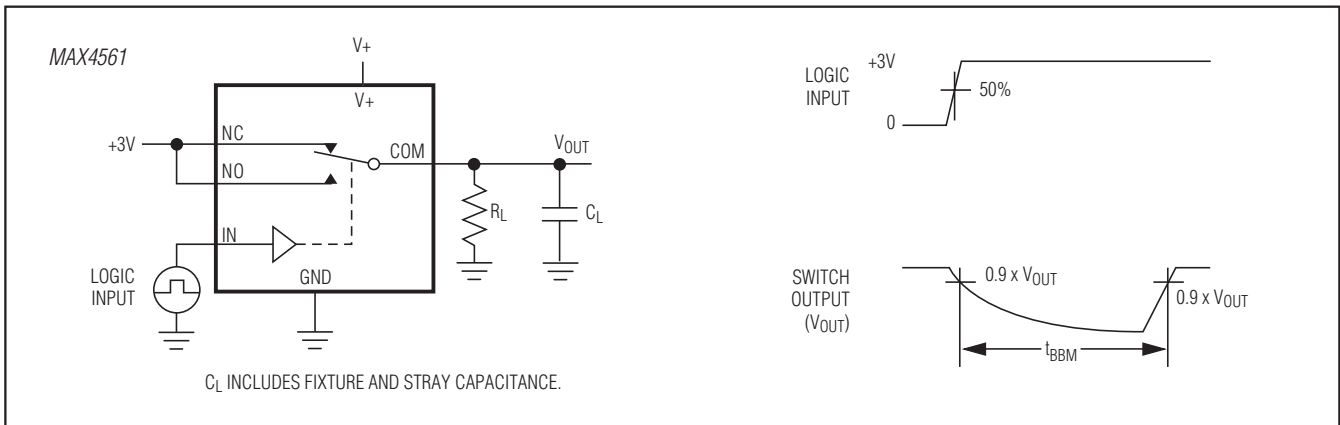 MAX4561
V+
V+
+3V
NC
NO
COM
VOUT
RL
CL
IN
LOGIC
INPUT
GND
CL INCLUDES FIXTURE AND STRAY CAPACITANCE.
LOGIC
INPUT
+3V
50%
0
SWITCH
OUTPUT
(VOUT)
0.9 x VOUT
0.9 x VOUT
tBBM